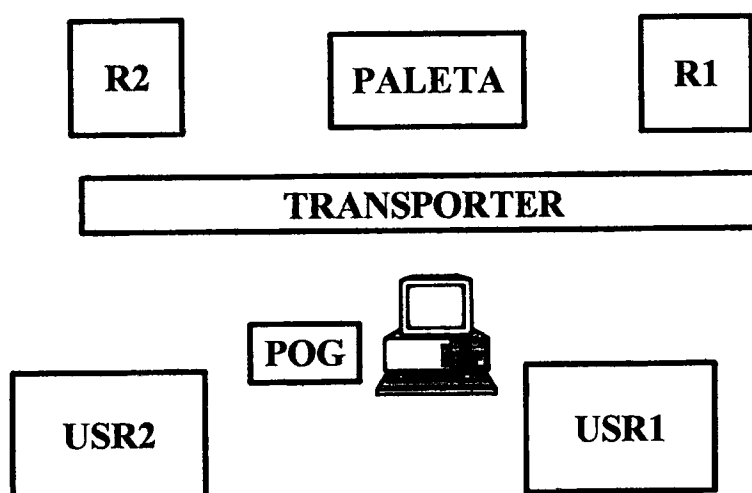 R2
PALETA
R1
TRANSPORTER
POG
USR2
USR1